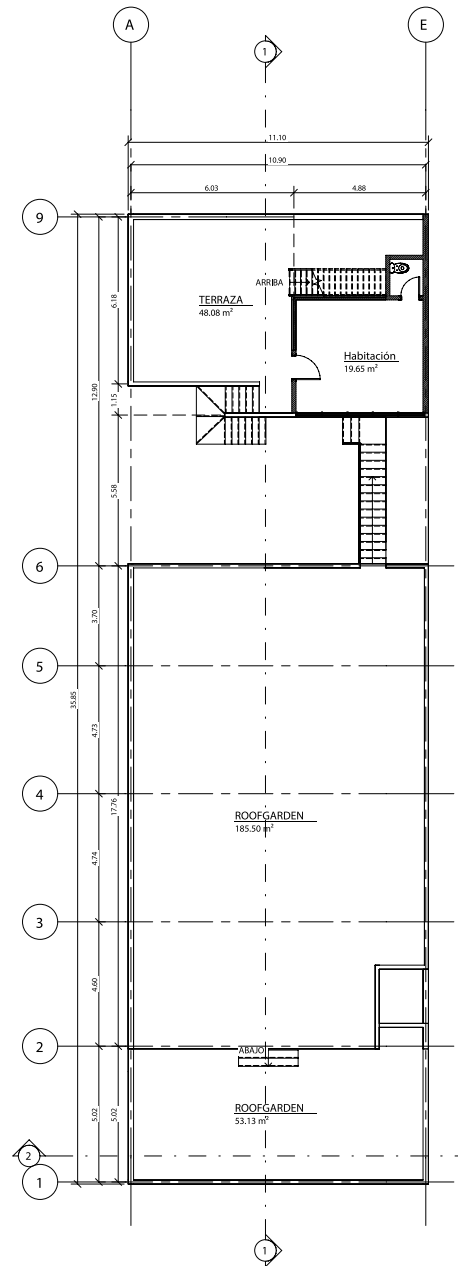 A
E
1
11.10
10.90
6.03
4.88
9
ARRIBA
TERRAZA
48.08 m²
Habitación
19.65 m²
6.18
12.90
1.15
5.58
6
3.70
5
35.85
4.73
4
17.76
ROOFGARDEN
185.50 m²
4.74
3
4.60
2
ABAJO
ROOFGARDEN
53.13 m²
5.02
5.02
2
1
1